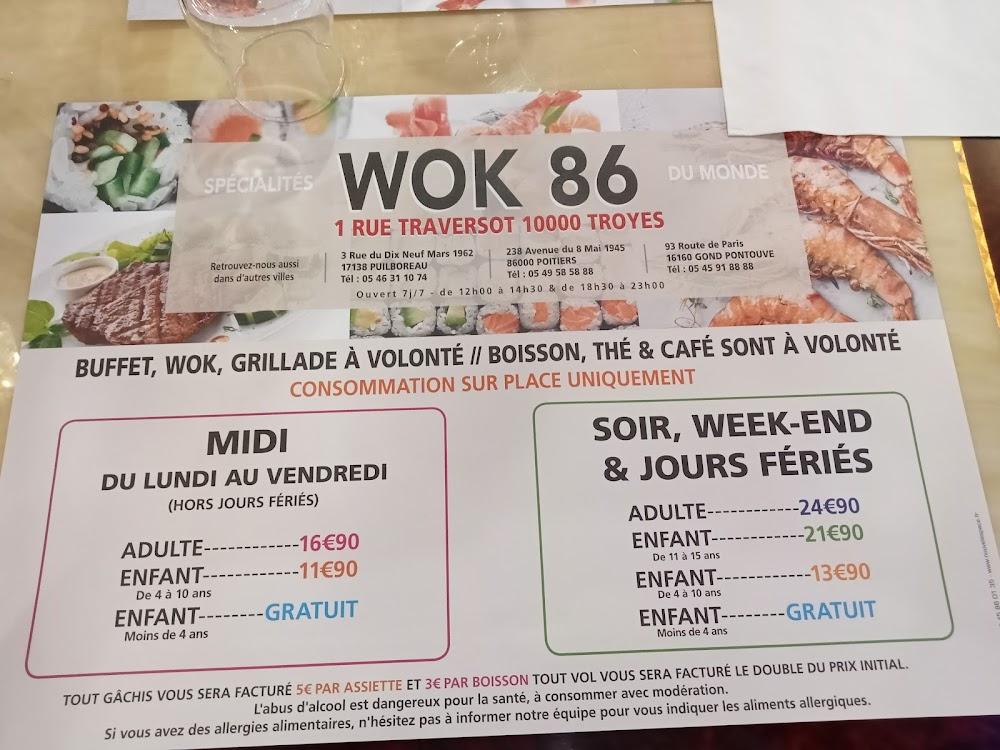 SPÉCIALITÉS WOK 86 DU MONDE
1 RUE TRAVERSOT 10000 TROYES
Retrouvez-nous aussi
dans d'autres villes
3 Rue du Dix Neuf Mars 1962
17138 PUILBOREAU
Tél : 05 46 31 10 74
238 Avenue du 8 Mai 1945
86000 POITIERS
Tél : 05 49 58 58 88
93 Route de Paris
16160 GOND PONTOUVE
Tél : 05 45 91 88 88
Ouvert 7j/7 - de 12h00 à 14h30 & de 18h30 à 23h00
BUFFET, WOK, GRILLADE À VOLONTÉ // BOISSON, THÉ & CAFÉ SONT À VOLONTÉ
CONSOMMATION SUR PLACE UNIQUEMENT
MIDI
DU LUNDI AU VENDREDI
(HORS JOURS FÉRIÉS)
ADULTE------------16€90
ENFANT------------11€90
De 4 à 10 ans
ENFANT--------GRATUIT
Moins de 4 ans
SOIR, WEEK-END
& JOURS FÉRIÉS
ADULTE------------24€90
ENFANT------------21€90
De 11 à 15 ans
ENFANT------------13€90
De 4 à 10 ans
ENFANT--------GRATUIT
Moins de 4 ans
TOUT GÂCHIS VOUS SERA FACTURÉ 5€ PAR ASSIETTE ET 3€ PAR BOISSON TOUT VOL VOUS SERA FACTURÉ LE DOUBLE DU PRIX INITIAL.
L'abus d'alcool est dangereux pour la santé, à consommer avec modération.
Si vous avez des allergies alimentaires, n'hésitez pas à informer notre équipe pour vous indiquer les aliments allergiques.